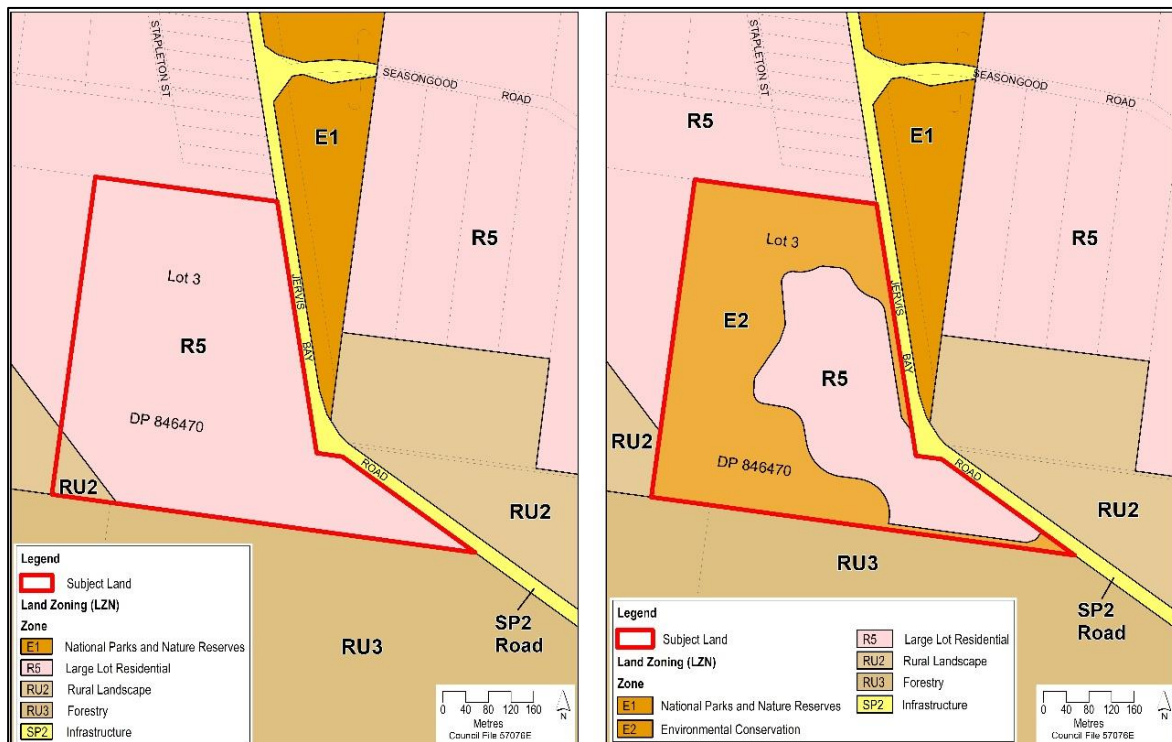 STAPLETON ST
SEASONGOOD
ROAD
E1
R5
Lot 3
JERVIS
R5
BAY
DP 846470
ROAD
RU2
RU2
RU3
SP2
Road
Legend
Subject Land
Land Zoning (LZN)
Zone
E1 National Parks and Nature Reserves
R5 Large Lot Residential
RU2 Rural Landscape
RU3 Forestry
SP2 Infrastructure
0 40 80 120 160
Metres
Council File 57076E
N
STAPLETON ST
SEASONGOOD
ROAD
R5
E1
R5
Lot 3
JERVIS
E2
BAY
R5
RU2
DP 846470
ROAD
RU2
RU3
SP2
Road
Legend
Subject Land
Land Zoning (LZN)
Zone
E1 National Parks and Nature Reserves
E2 Environmental Conservation
R5 Large Lot Residential
RU2 Rural Landscape
RU3 Forestry
SP2 Infrastructure
0 40 80 120 160
Metres
Council File 57076E
N